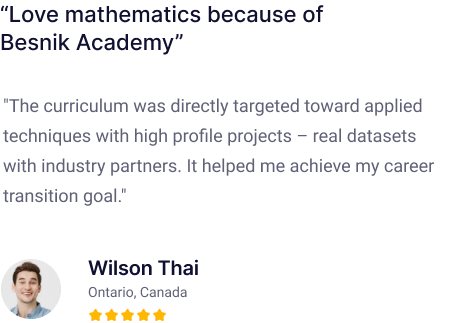 “Love mathematics because of
Besnik Academy”
"The curriculum was directly targeted toward applied
techniques with high profile projects – real datasets
with industry partners. It helped me achieve my career
transition goal."
Wilson Thai
Ontario, Canada